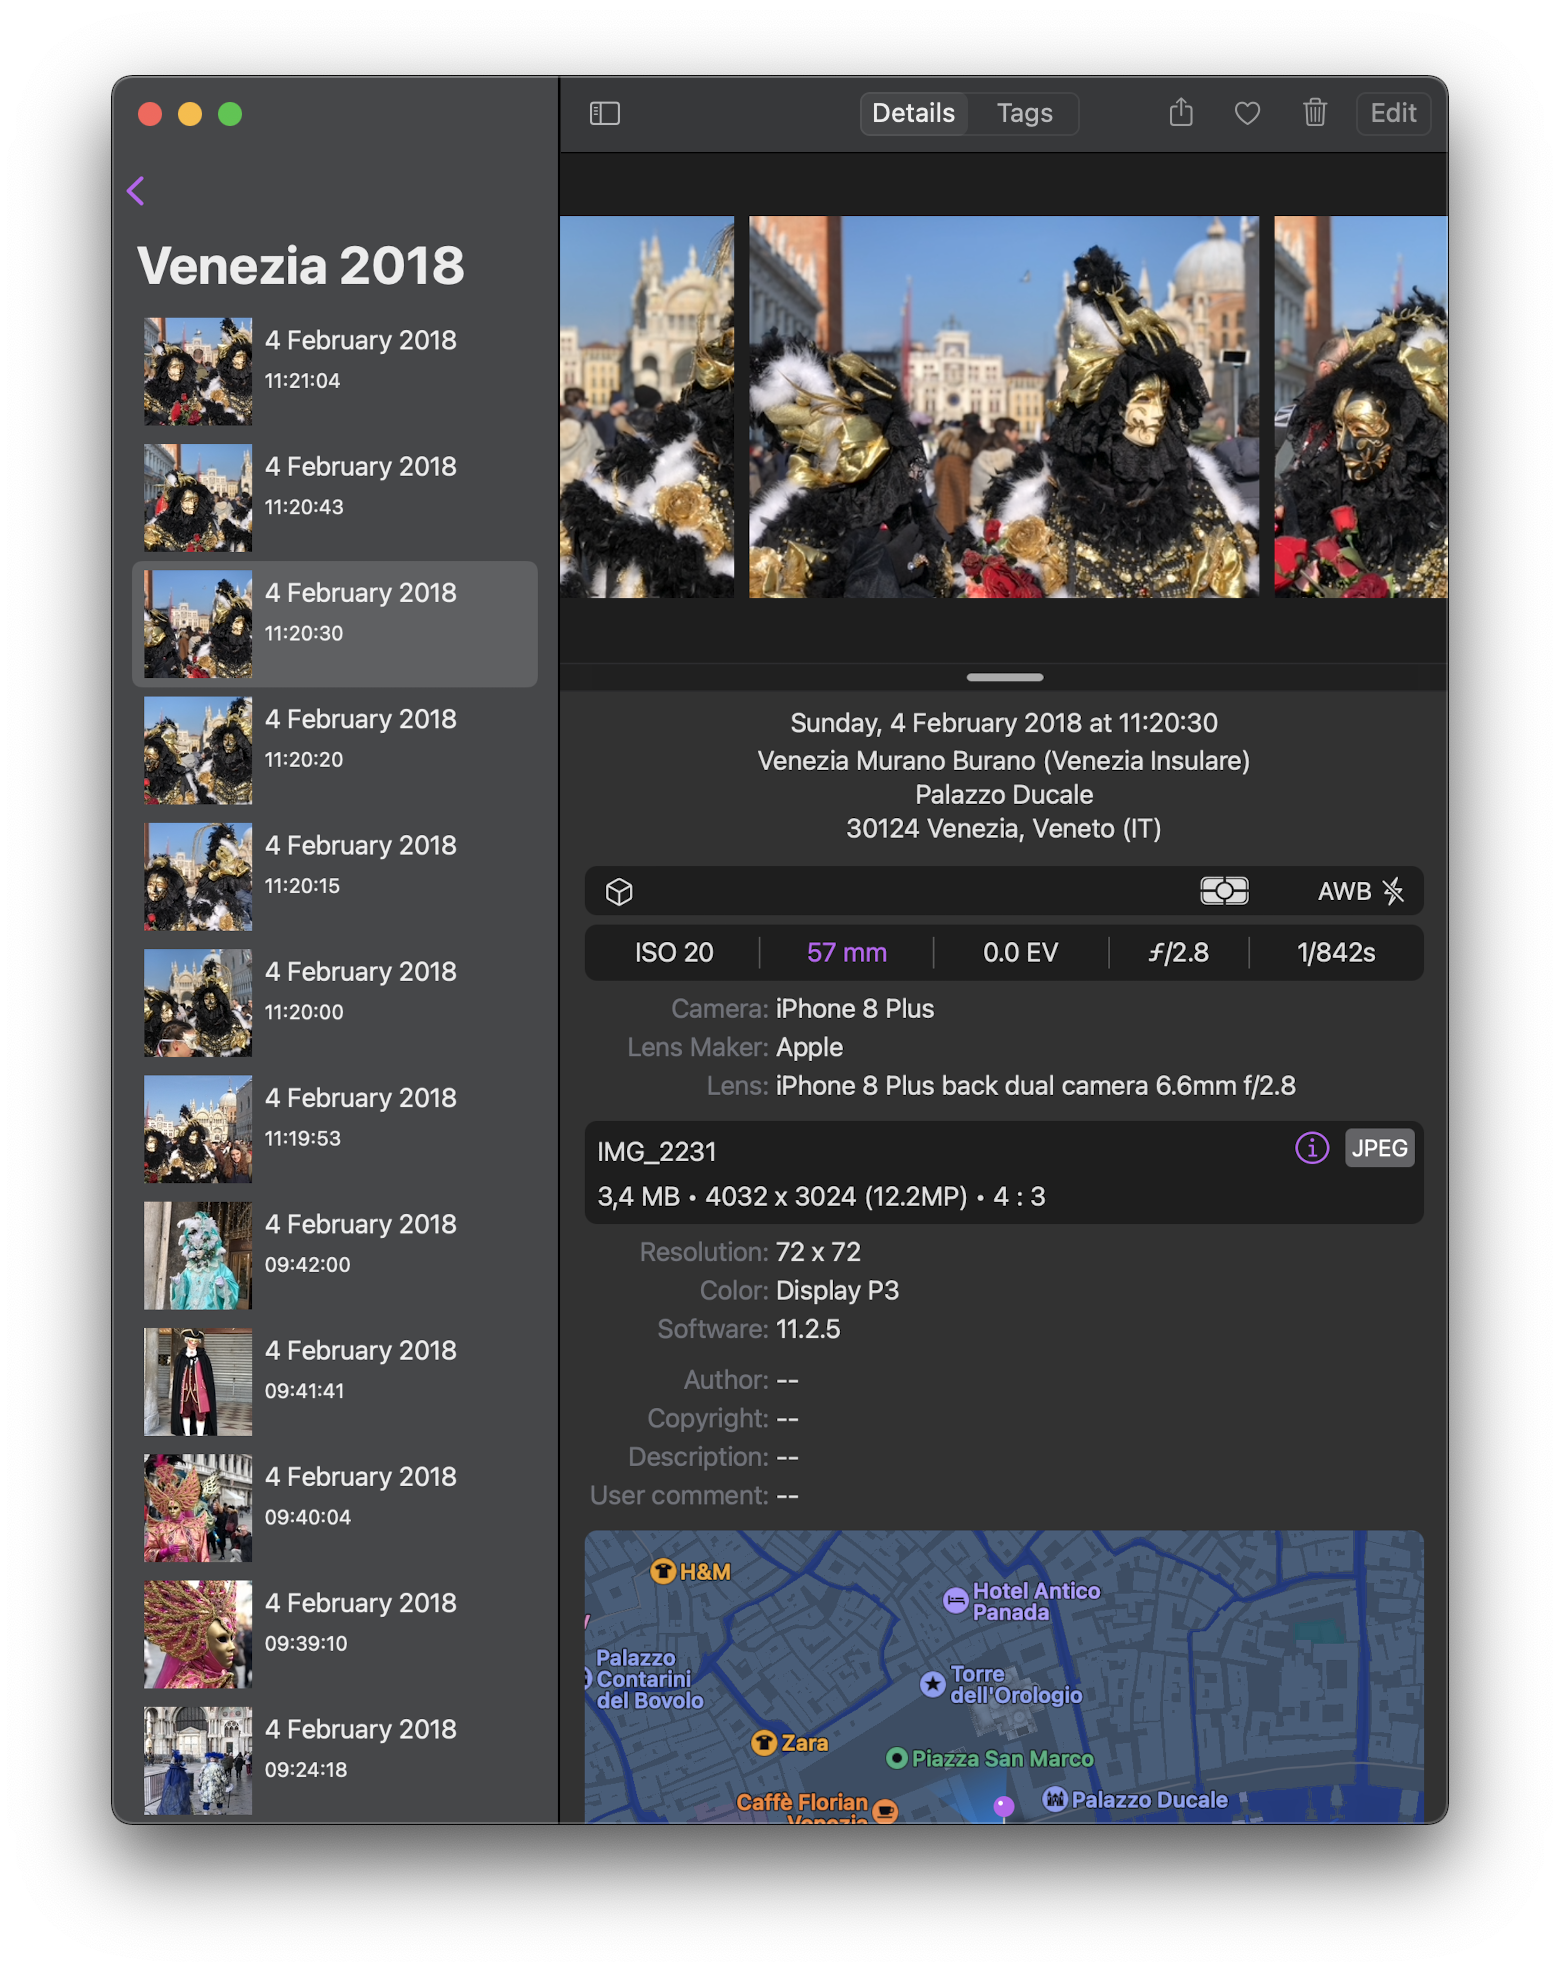 Details
Tags
Edit
Venezia 2018
4 February 2018
11:21:04
4 February 2018
11:20:43
4 February 2018
11:20:30
4 February 2018
11:20:20
4 February 2018
11:20:15
4 February 2018
11:20:00
4 February 2018
11:19:53
4 February 2018
09:42:00
4 February 2018
09:41:41
4 February 2018
09:40:04
4 February 2018
09:39:10
4 February 2018
09:24:18
Sunday, 4 February 2018 at 11:20:30
Venezia Murano Burano (Venezia Insulare)
Palazzo Ducale
30124 Venezia, Veneto (IT)
AWB
ISO 20
57 mm
0.0 EV
ƒ/2.8
1/842s
Camera: iPhone 8 Plus
Lens Maker: Apple
Lens: iPhone 8 Plus back dual camera 6.6mm f/2.8
IMG_2231
JPEG
3,4 MB • 4032 x 3024 (12.2MP) • 4 : 3
Resolution: 72 x 72
Color: Display P3
Software: 11.2.5
Author: --
Copyright: --
Description: --
User comment: --
H&M
Hotel Antico
Panada
Palazzo
Contarini
del Bovolo
Torre
dell'Orologio
Zara
Piazza San Marco
Palazzo Ducale
Caffè Florian
Venezia